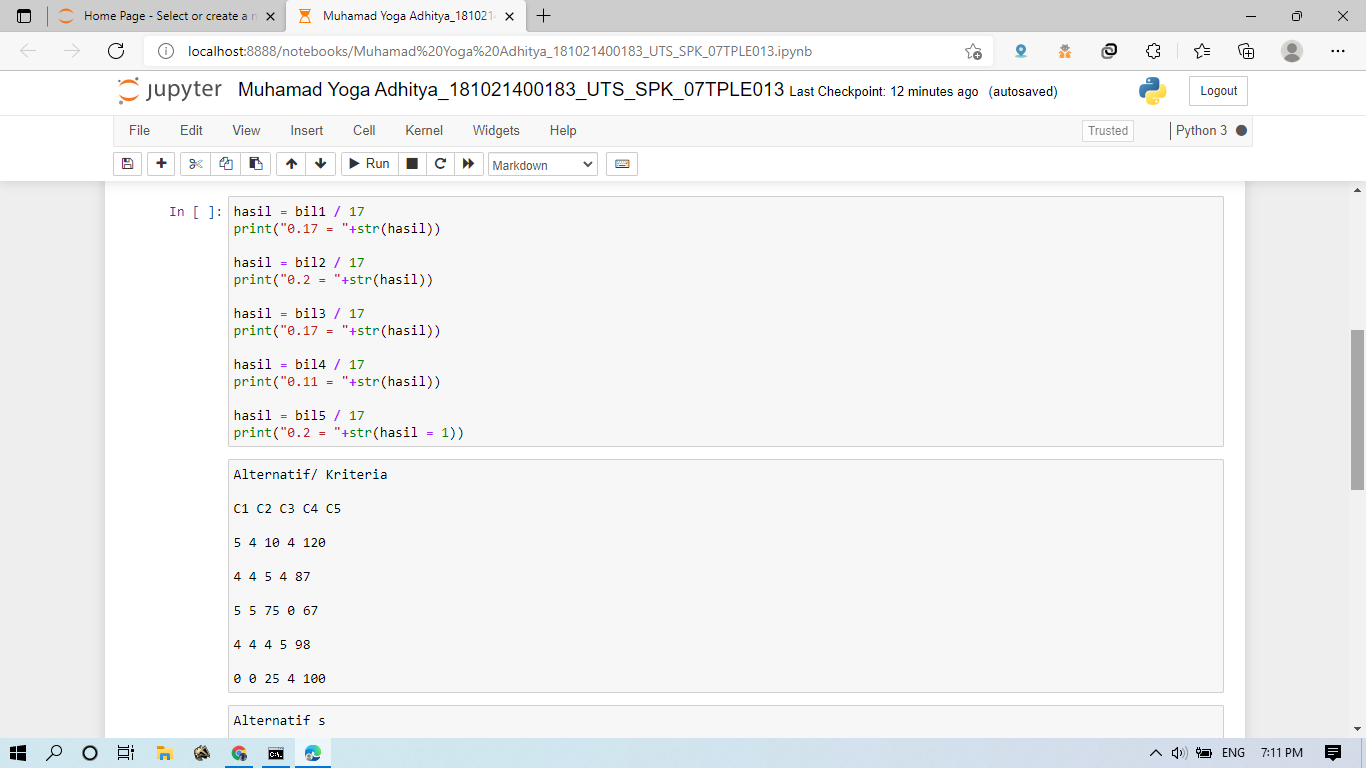 Home Page - Select or create a n
Muhamad Yoga Adhitya_181021
localhost:8888/notebooks/Muhamad%20Yoga%20Adhitya_181021400183_UTS_SPK_07TPLE013.ipynb
jupyter Muhamad Yoga Adhitya_181021400183_UTS_SPK_07TPLE013 Last Checkpoint: 12 minutes ago (autosaved)
Logout
File Edit View Insert Cell Kernel Widgets Help
Trusted
Python 3
Run
Markdown
In [ ]:
hasil = bil1 / 17
print("0.17 = "+str(hasil))
hasil = bil2 / 17
print("0.2 = "+str(hasil))
hasil = bil3 / 17
print("0.17 = "+str(hasil))
hasil = bil4 / 17
print("0.11 = "+str(hasil))
hasil = bil5 / 17
print("0.2 = "+str(hasil = 1))
Alternatif/ Kriteria
C1 C2 C3 C4 C5
5 4 10 4 120
4 4 5 4 87
5 5 75 0 67
4 4 4 5 98
0 0 25 4 100
Alternatif s
ENG 7:11 PM